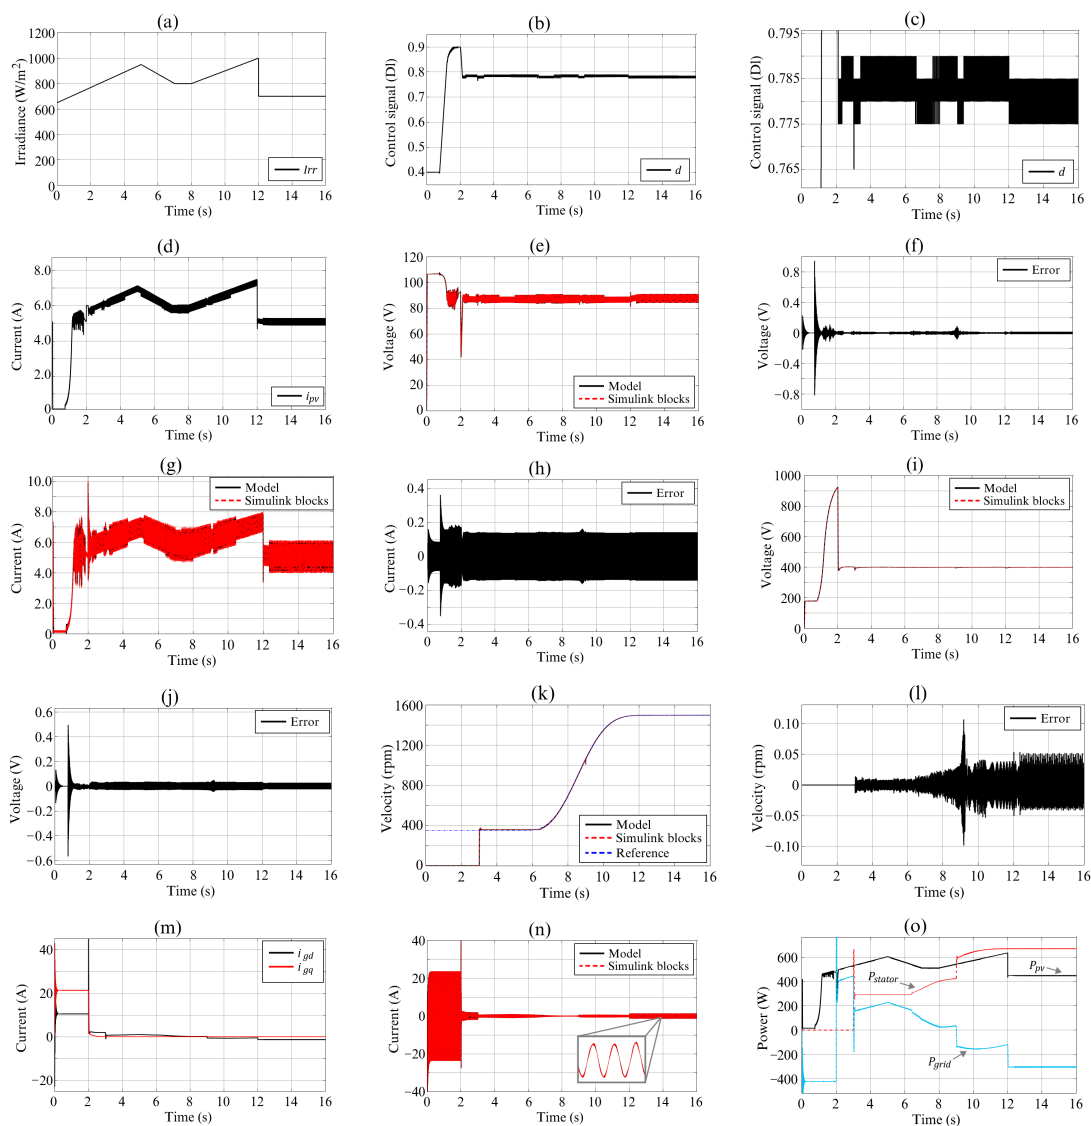 (a)
Irradiance (W/m²)
1200
1000
800
600
400
200
0
Irr
0 2 4 6 8 10 12 14 16
Time (s)
(b)
Control signal (Dl)
0.9
0.8
0.7
0.6
0.5
0.4
d
0 2 4 6 8 10 12 14 16
Time (s)
(c)
Control signal (Dl)
0.795
0.785
0.775
0.765
d
0 2 4 6 8 10 12 14 16
Time (s)
(d)
Current (A)
8.0
6.0
4.0
2.0
0
i_pv
0 2 4 6 8 10 12 14 16
Time (s)
(e)
Voltage (V)
120
100
80
60
40
20
0
Model
Simulink blocks
0 2 4 6 8 10 12 14 16
Time (s)
(f)
Voltage (V)
0.8
0.4
0
−0.4
−0.8
Error
0 2 4 6 8 10 12 14 16
Time (s)
(g)
Current (A)
10.0
8.0
6.0
4.0
2.0
0
Model
Simulink blocks
0 2 4 6 8 10 12 14 16
Time (s)
(h)
Current (A)
0.4
0.2
0
−0.2
−0.4
Error
0 2 4 6 8 10 12 14 16
Time (s)
(i)
Voltage (V)
1000
800
600
400
200
0
Model
Simulink blocks
0 2 4 6 8 10 12 14 16
Time (s)
(j)
Voltage (V)
0.6
0.4
0.2
0
−0.2
−0.4
−0.6
Error
0 2 4 6 8 10 12 14 16
Time (s)
(k)
Velocity (rpm)
1600
1200
800
400
0
Model
Simulink blocks
Reference
0 2 4 6 8 10 12 14 16
Time (s)
(l)
Velocity (rpm)
0.10
0.05
0
−0.05
−0.10
Error
0 2 4 6 8 10 12 14 16
Time (s)
(m)
Current (A)
40
20
0
−20
i_gd
i_gq
0 2 4 6 8 10 12 14 16
Time (s)
(n)
Current (A)
40
20
0
−20
−40
Model
Simulink blocks
0 2 4 6 8 10 12 14 16
Time (s)
(o)
Power (W)
600
400
200
0
−200
−400
P_stator
P_pv
P_grid
0 2 4 6 8 10 12 14 16
Time (s)